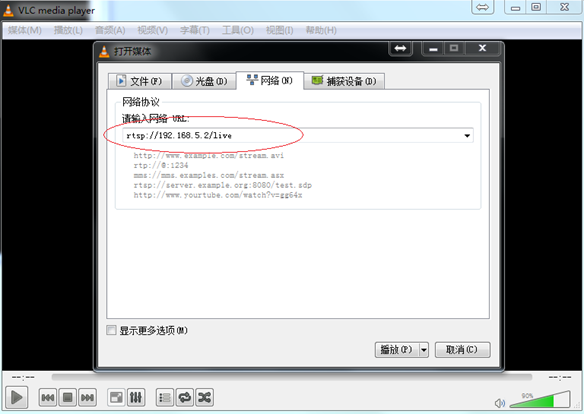 VLC media player
媒体(M) 播放(L) 音频(A) 视频(V) 字幕(T) 工具(O) 视图(I) 帮助(H)
打开媒体
文件(F) 光盘(D) 网络(N) 捕获设备(D)
网络协议
请输入网络 URL:
rtsp://192.168.5.2/live
http://www.example.com/stream.avi
rtp://@:1234
mms://mms.examples.com/stream.asx
rtsp://server.example.org:8080/test.sdp
http://www.yourtube.com/watch?v=gg64x
显示更多选项(M)
播放(P) 取消(C)
--:-- --:--
90%